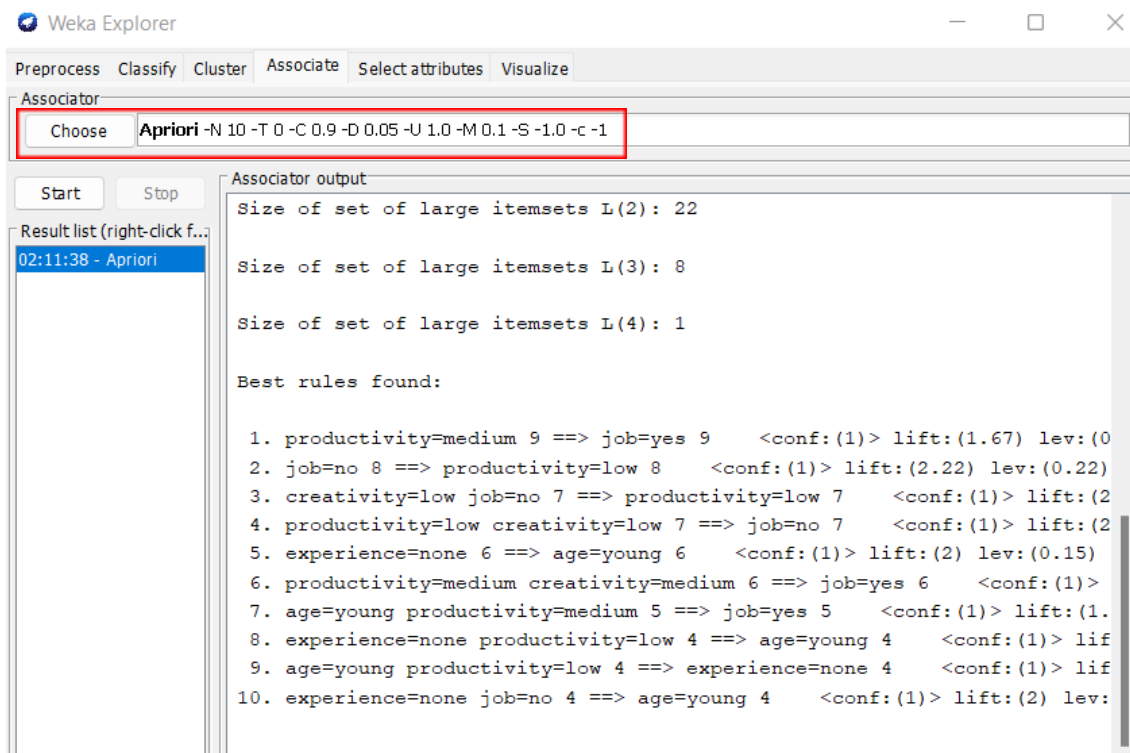 Weka Explorer
Preprocess Classify Cluster Associate Select attributes Visualize
Associator
Choose Apriori -N 10 -T 0 -C 0.9 -D 0.05 -U 1.0 -M 0.1 -S -1.0 -c -1
Start Stop
Result list (right-click f...
02:11:38 - Apriori
Associator output
Size of set of large itemsets L(2): 22
Size of set of large itemsets L(3): 8
Size of set of large itemsets L(4): 1
Best rules found:
1. productivity=medium 9 ==> job=yes 9 <conf:(1)> lift:(1.67) lev:(0
2. job=no 8 ==> productivity=low 8 <conf:(1)> lift:(2.22) lev:(0.22)
3. creativity=low job=no 7 ==> productivity=low 7 <conf:(1)> lift:(2
4. productivity=low creativity=low 7 ==> job=no 7 <conf:(1)> lift:(2
5. experience=none 6 ==> age=young 6 <conf:(1)> lift:(2) lev:(0.15)
6. productivity=medium creativity=medium 6 ==> job=yes 6 <conf:(1)>
7. age=young productivity=medium 5 ==> job=yes 5 <conf:(1)> lift:(1.
8. experience=none productivity=low 4 ==> age=young 4 <conf:(1)> lif
9. age=young productivity=low 4 ==> experience=none 4 <conf:(1)> lif
10. experience=none job=no 4 ==> age=young 4 <conf:(1)> lift:(2) lev: